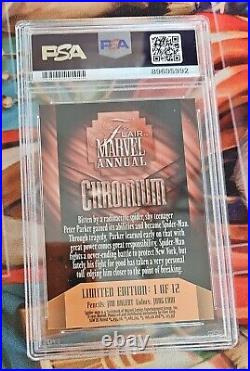 PSA
PSA
89605992
Flair
MARVEL
ANNUAL
CHROMIUM
Bitten by a radioactive spider, shy teenager
Peter Parker gained its abilities and became Spider-Man.
Through tragedy, Parker learned early on that with
great power comes great responsibility. Spider-Man
fights a never-ending battle to protect New York, but
lately his fight for good has taken a very personal
toll edging him closer to the point of breaking.
LIMITED EDITION: 1 OF 12
Pencils: Colors: